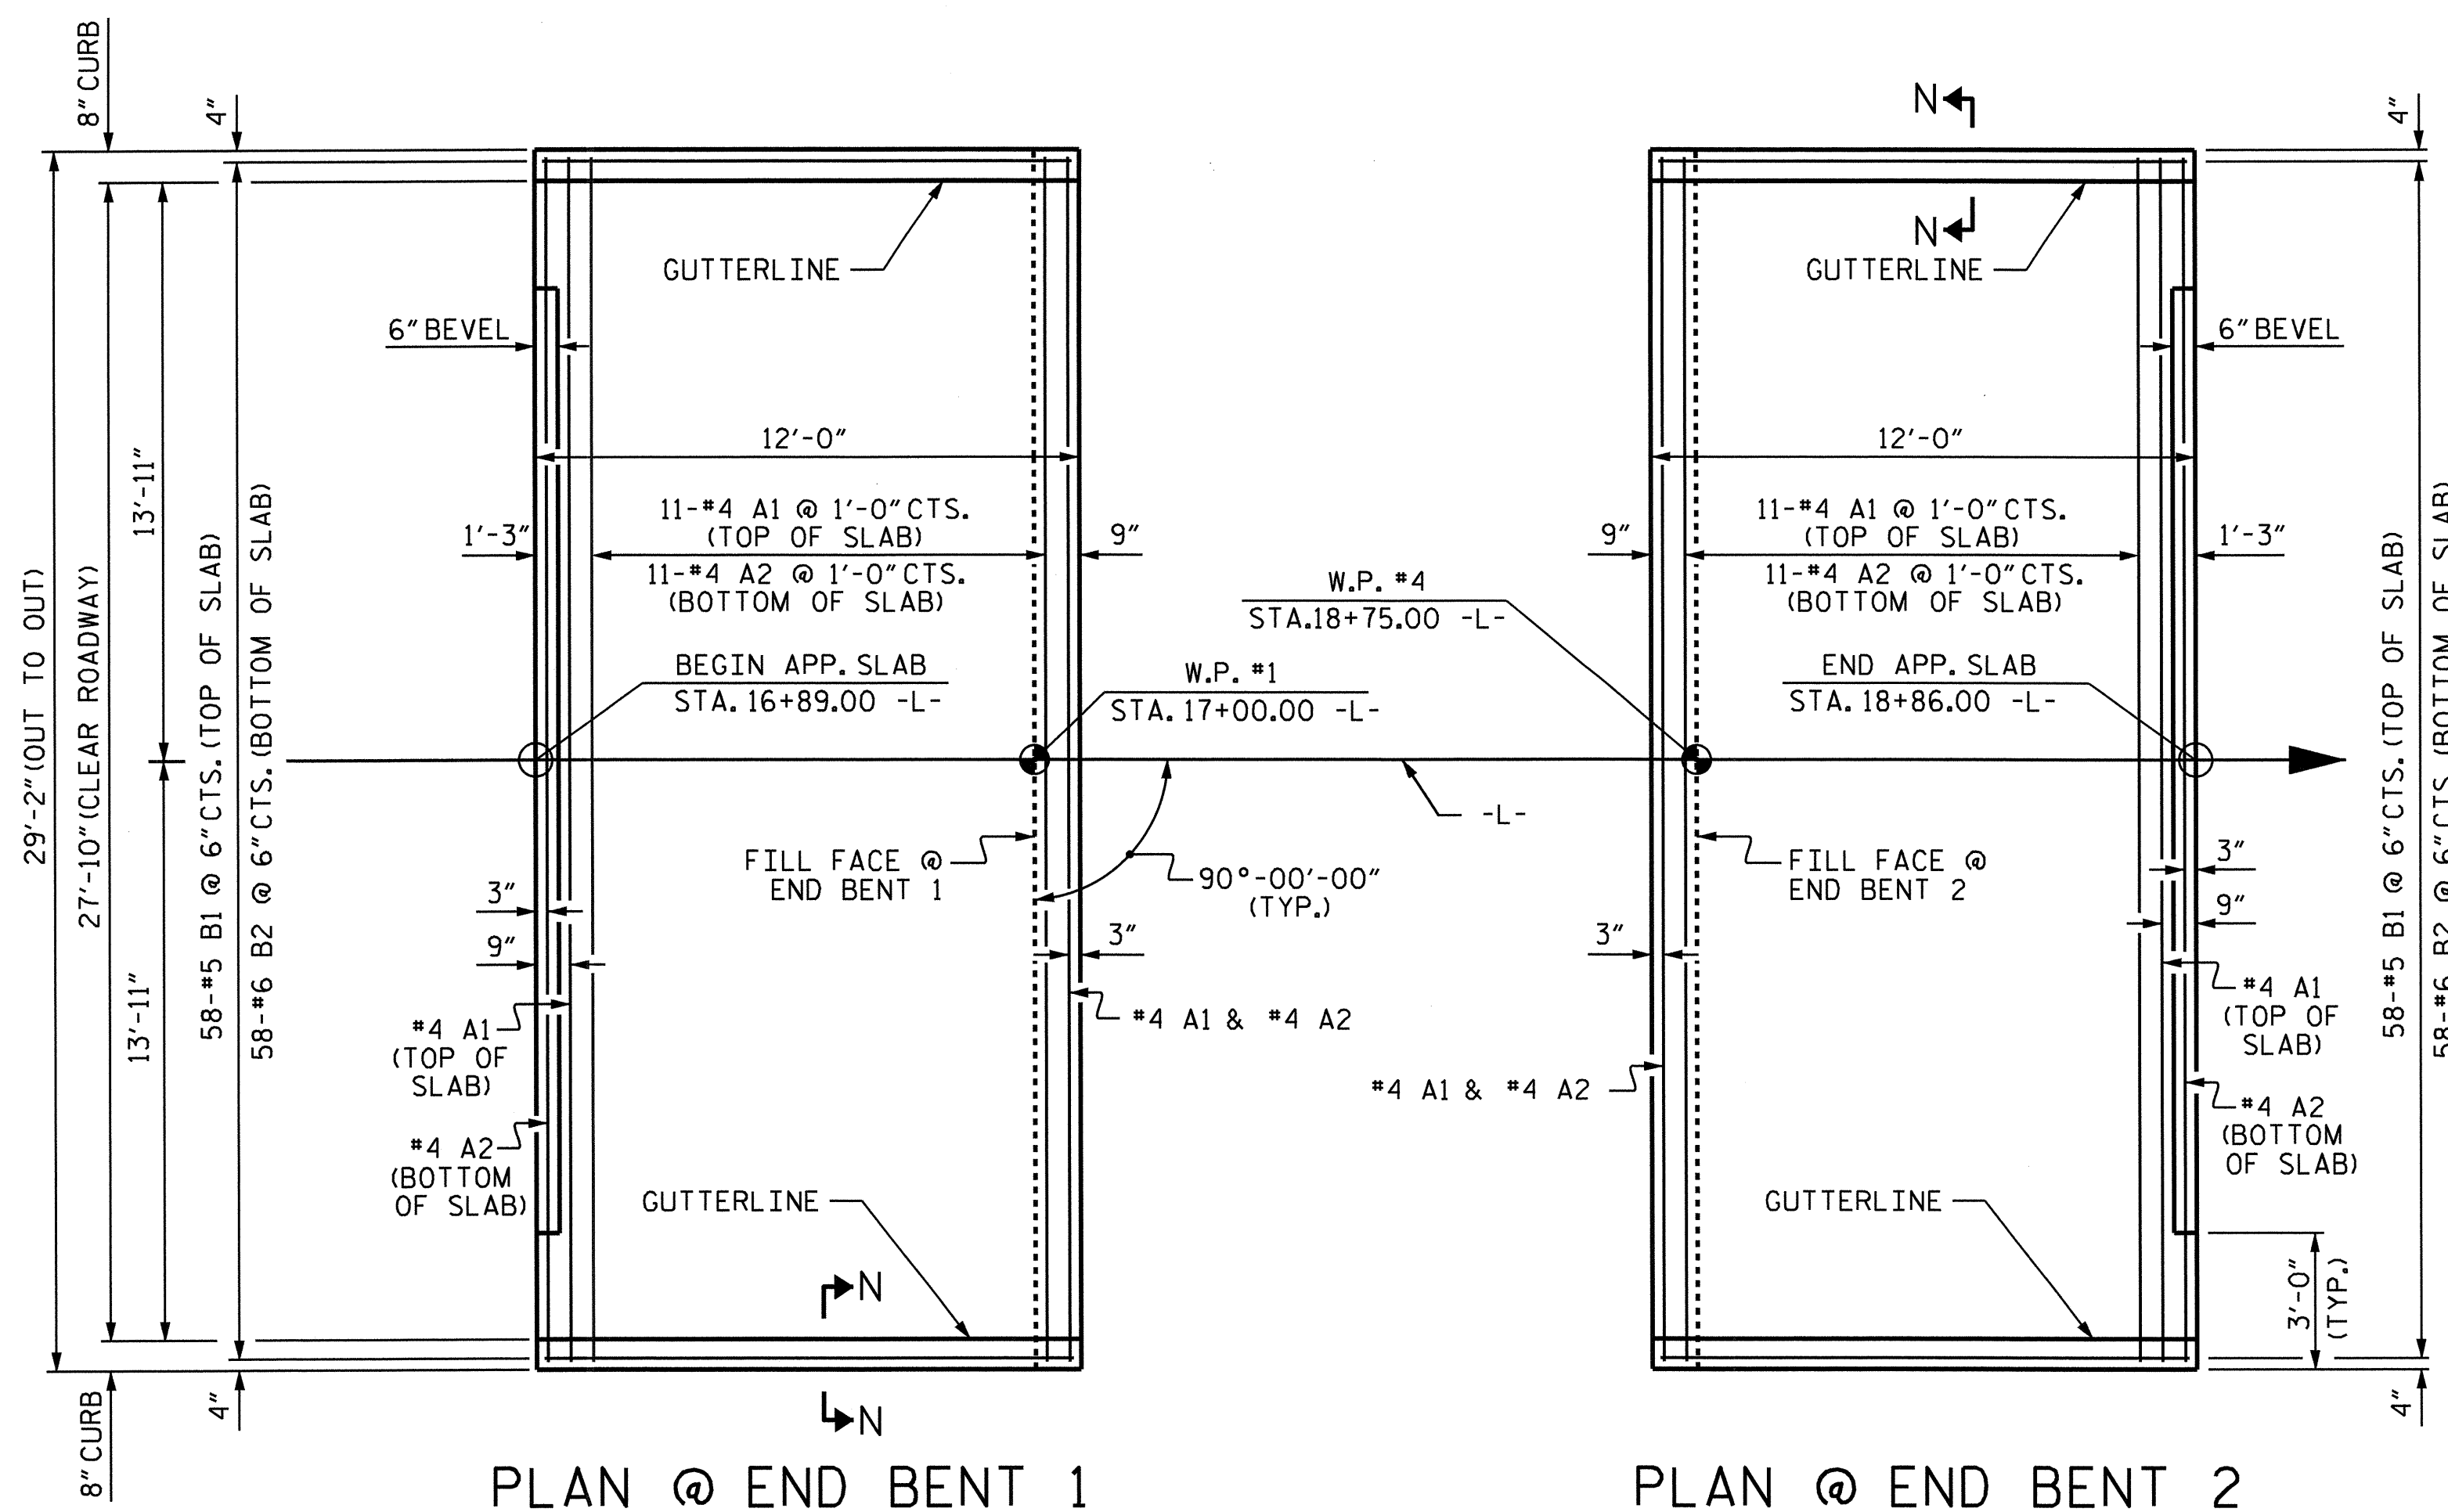 8" CURB
4"
29'-2" (OUT TO OUT)
27'-10" (CLEAR ROADWAY)
13'-11"
13'-11"
58-#5 B1 @ 6" CTS. (TOP OF SLAB)
58-#6 B2 @ 6" CTS. (BOTTOM OF SLAB)
8" CURB
4"
GUTTERLINE
6" BEVEL
12'-0"
1'-3"
11-#4 A1 @ 1'-0" CTS.
(TOP OF SLAB)
11-#4 A2 @ 1'-0" CTS.
(BOTTOM OF SLAB)
9"
BEGIN APP. SLAB
STA. 16+89.00 -L-
W.P. #1
STA. 17+00.00 -L-
FILL FACE @
END BENT 1
90°-00'-00"
(TYP.)
-L-
3"
9"
3"
#4 A1
(TOP OF
SLAB)
#4 A2
(BOTTOM
OF SLAB)
#4 A1 & #4 A2
GUTTERLINE
N
N
PLAN @ END BENT 1
N
N
4"
GUTTERLINE
6" BEVEL
12'-0"
9"
11-#4 A1 @ 1'-0" CTS.
(TOP OF SLAB)
11-#4 A2 @ 1'-0" CTS.
(BOTTOM OF SLAB)
1'-3"
W.P. #4
STA. 18+75.00 -L-
END APP. SLAB
STA. 18+86.00 -L-
FILL FACE @
END BENT 2
3"
9"
3"
#4 A1
(TOP OF
SLAB)
#4 A1 & #4 A2
#4 A2
(BOTTOM
OF SLAB)
GUTTERLINE
3'-0"
(TYP.)
58-#5 B1 @ 6" CTS. (TOP OF SLAB)
58-#6 B2 @ 6" CTS. (BOTTOM OF SLAB)
4"
PLAN @ END BENT 2